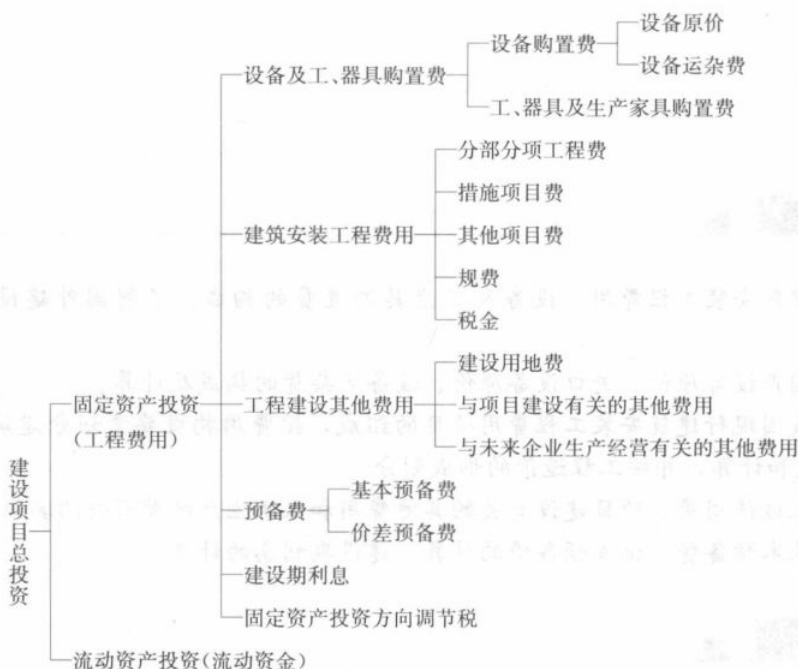 设备原价
设备购置费
设备运杂费
设备及工、器具购置费
工、器具及生产家具购置费
分部分项工程费
措施项目费
建筑安装工程费用
其他项目费
规费
税金
建设用地费
固定资产投资
(工程费用)
工程建设其他费用
与项目建设有关的其他费用
与未来企业生产经营有关的其他费用
建设项目总投资
基本预备费
预备费
价差预备费
建设期利息
固定资产投资方向调节税
流动资产投资(流动资金)